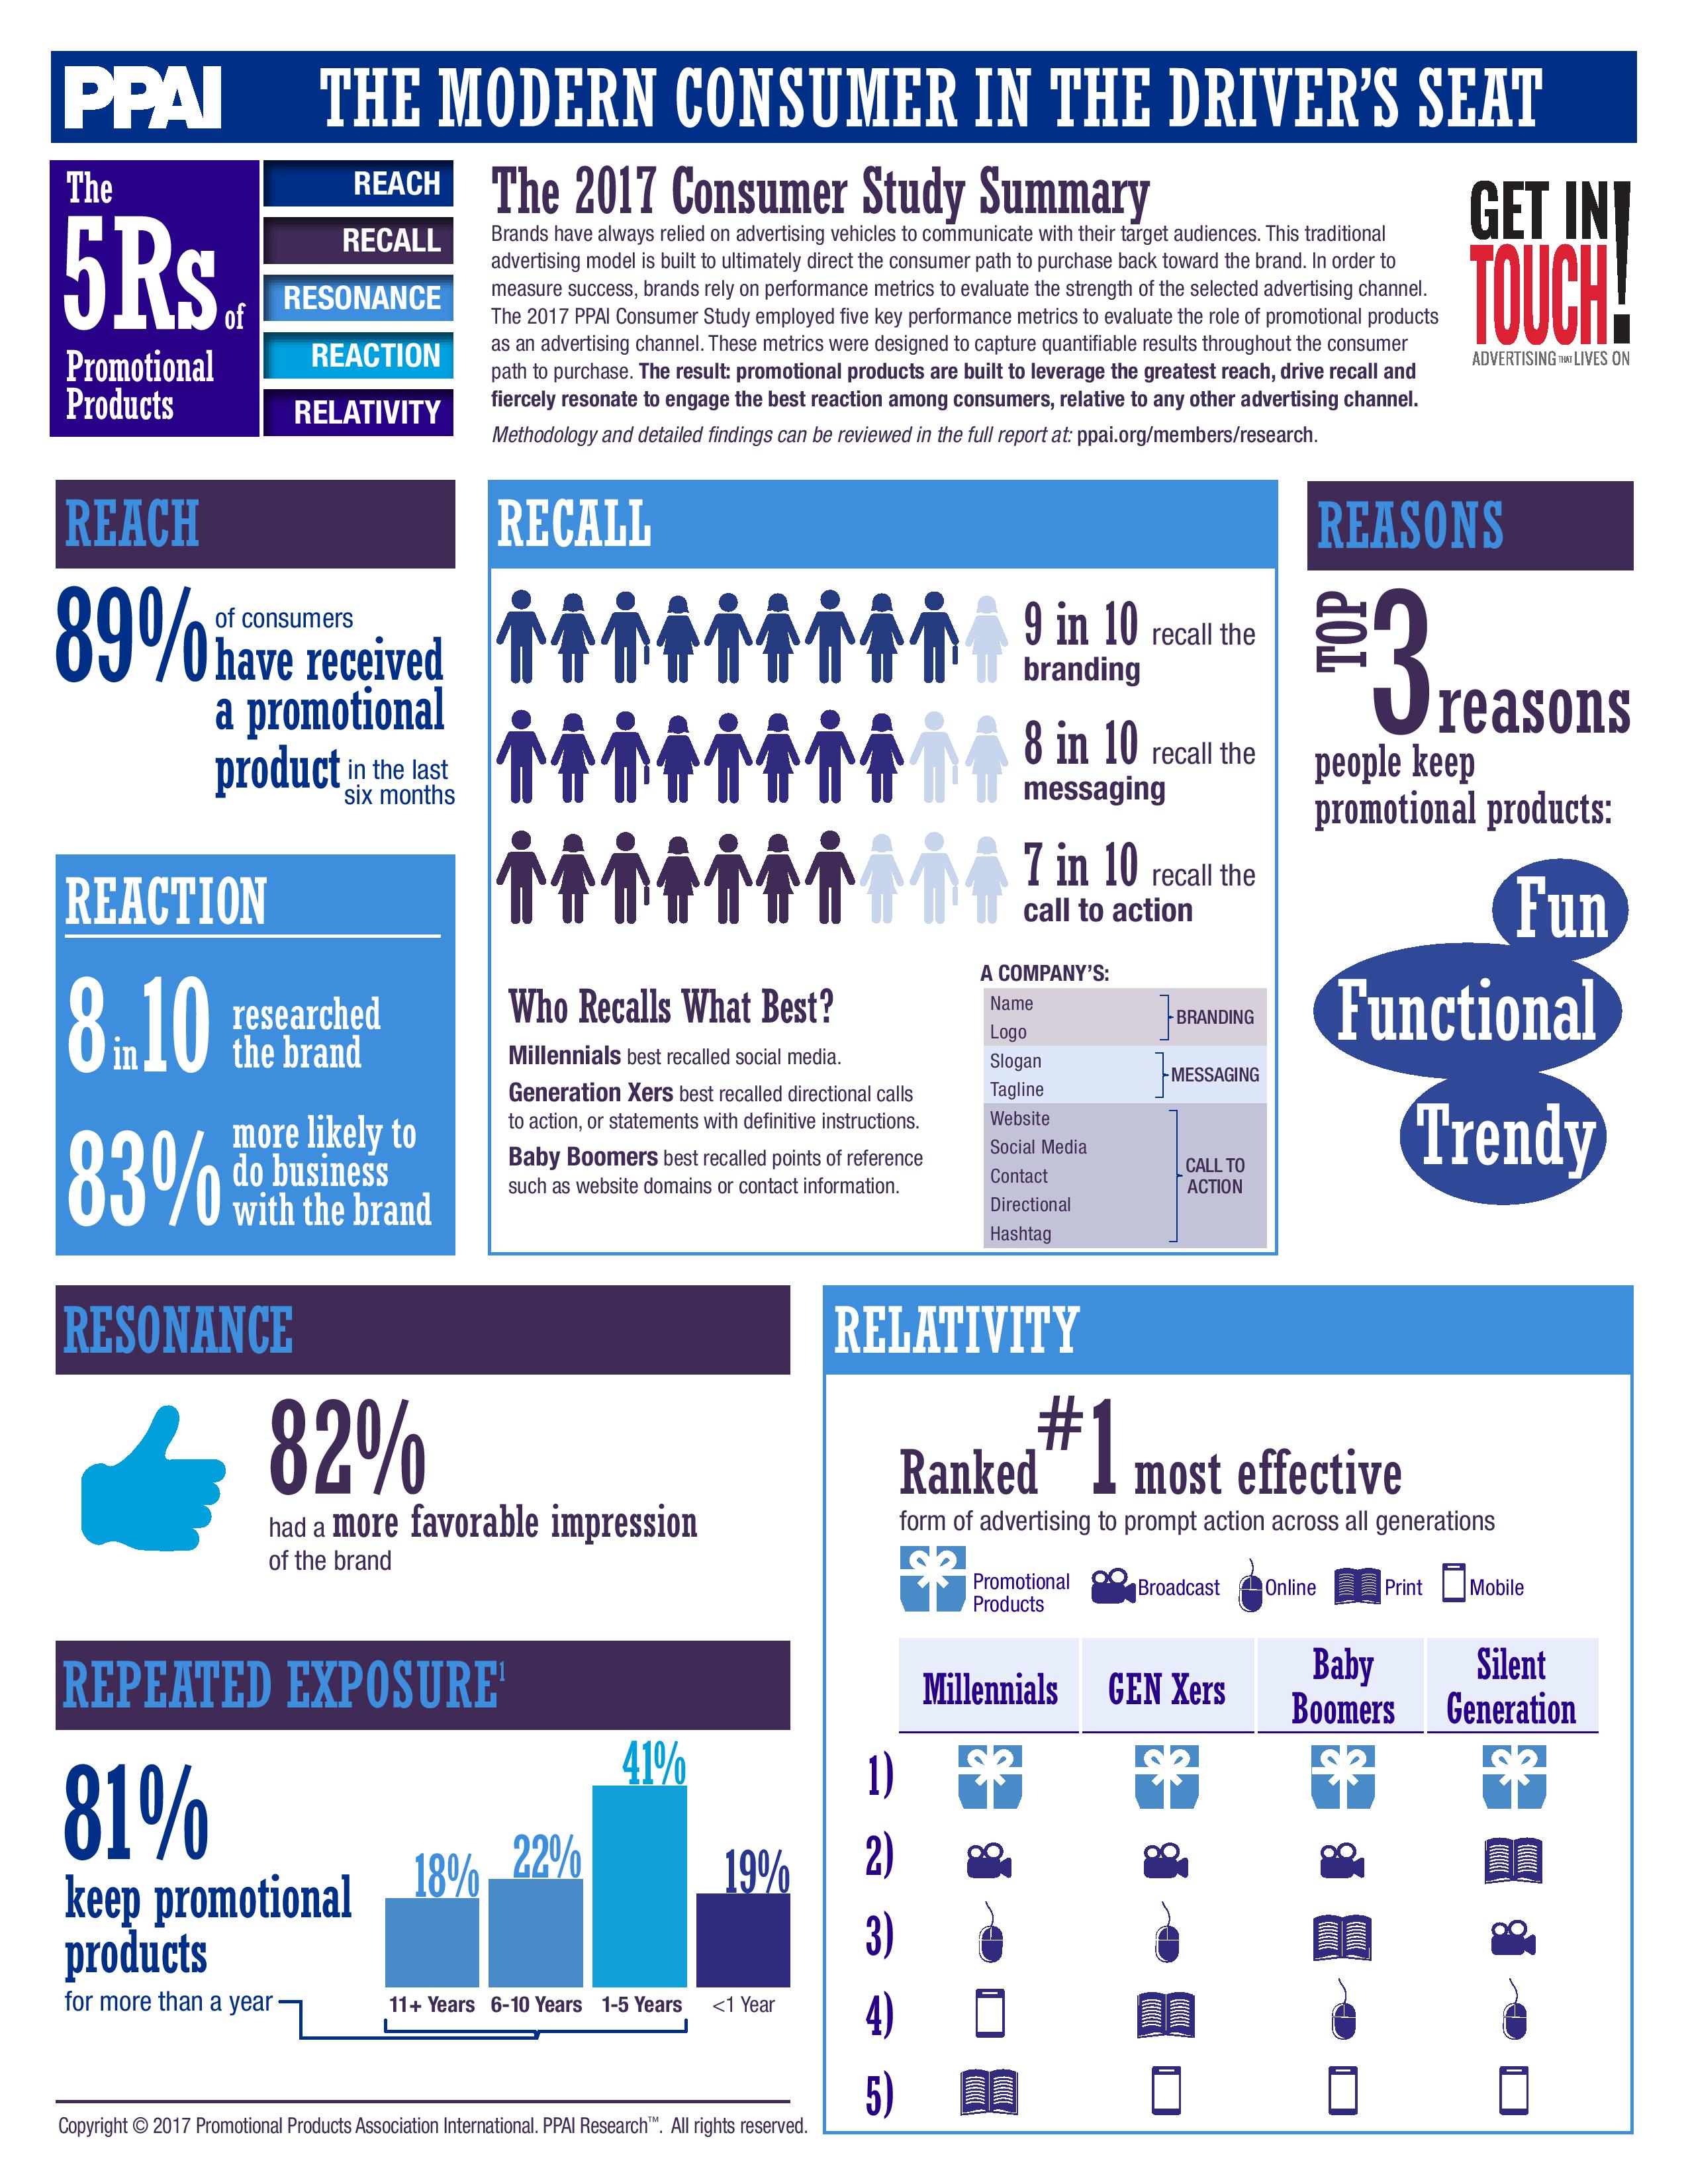 PPAI
THE MODERN CONSUMER IN THE DRIVER'S SEAT
The
5Rs of
Promotional
Products
REACH
RECALL
RESONANCE
REACTION
RELATIVITY
The 2017 Consumer Study Summary
Brands have always relied on advertising vehicles to communicate with their target audiences. This traditional
advertising model is built to ultimately direct the consumer path to purchase back toward the brand. In order to
measure success, brands rely on performance metrics to evaluate the strength of the selected advertising channel.
The 2017 PPAI Consumer Study employed five key performance metrics to evaluate the role of promotional products
as an advertising channel. These metrics were designed to capture quantifiable results throughout the consumer
path to purchase. The result: promotional products are built to leverage the greatest reach, drive recall and
fiercely resonate to engage the best reaction among consumers, relative to any other advertising channel.
Methodology and detailed findings can be reviewed in the full report at: ppai.org/members/research.
GET IN
TOUCH!
ADVERTISING THAT LIVES ON
REACH
89% of consumers
have received
a promotional
product in the last
six months
REACTION
8 in 10 researched
the brand
83% more likely to
do business
with the brand
RECALL
9 in 10 recall the
branding
8 in 10 recall the
messaging
7 in 10 recall the
call to action
Who Recalls What Best?
Millennials best recalled social media.
Generation Xers best recalled directional calls
to action, or statements with definitive instructions.
Baby Boomers best recalled points of reference
such as website domains or contact information.
A COMPANY'S:
Name
Logo
BRANDING
Slogan
Tagline
MESSAGING
Website
Social Media
Contact
Directional
Hashtag
CALL TO
ACTION
REASONS
TOP 3 reasons
people keep
promotional products:
Fun
Functional
Trendy
RESONANCE
82%
had a more favorable impression
of the brand
REPEATED EXPOSURE¹
81%
keep promotional
products
for more than a year
18%
22%
41%
19%
11+ Years
6-10 Years
1-5 Years
<1 Year
RELATIVITY
Ranked #1 most effective
form of advertising to prompt action across all generations
Promotional
Products
Broadcast
Online
Print
Mobile
Millennials
GEN Xers
Baby
Boomers
Silent
Generation
1)
2)
3)
4)
5)
Copyright © 2017 Promotional Products Association International. PPAI Research™. All rights reserved.